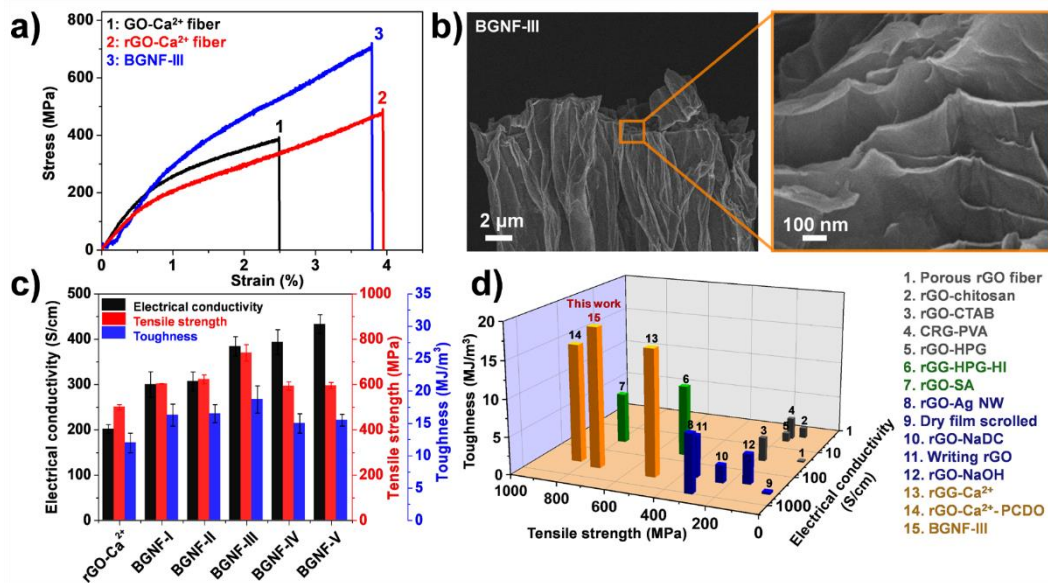 a)
1: GO-Ca²⁺ fiber
2: rGO-Ca²⁺ fiber
3: BGNF-III
800
600
400
200
0
Stress (MPa)
1
2
3
0 1 2 3 4
Strain (%)
b)
BGNF-III
2 μm
100 nm
c)
Electrical conductivity
Tensile strength
Toughness
500
400
300
200
100
0
Electrical conductivity (S/cm)
1000
800
600
400
200
0
Tensile strength (MPa)
35
30
25
20
15
10
5
0
Toughness (MJ/m³)
rGO-Ca²⁺
BGNF-I
BGNF-II
BGNF-III
BGNF-IV
BGNF-V
d)
This work
20
15
10
5
0
Toughness (MJ/m³)
14
15
13
7
6
8
11
10
12
3
4
5
2
1
9
1000 800 600 400 200 0
Tensile strength (MPa)
1
10
100
1000
Electrical conductivity
(S/cm)
1. Porous rGO fiber
2. rGO-chitosan
3. rGO-CTAB
4. CRG-PVA
5. rGO-HPG
6. rGG-HPG-HI
7. rGO-SA
8. rGO-Ag NW
9. Dry film scrolled
10. rGO-NaDC
11. Writing rGO
12. rGO-NaOH
13. rGG-Ca²⁺
14. rGO-Ca²⁺-PCDO
15. BGNF-III